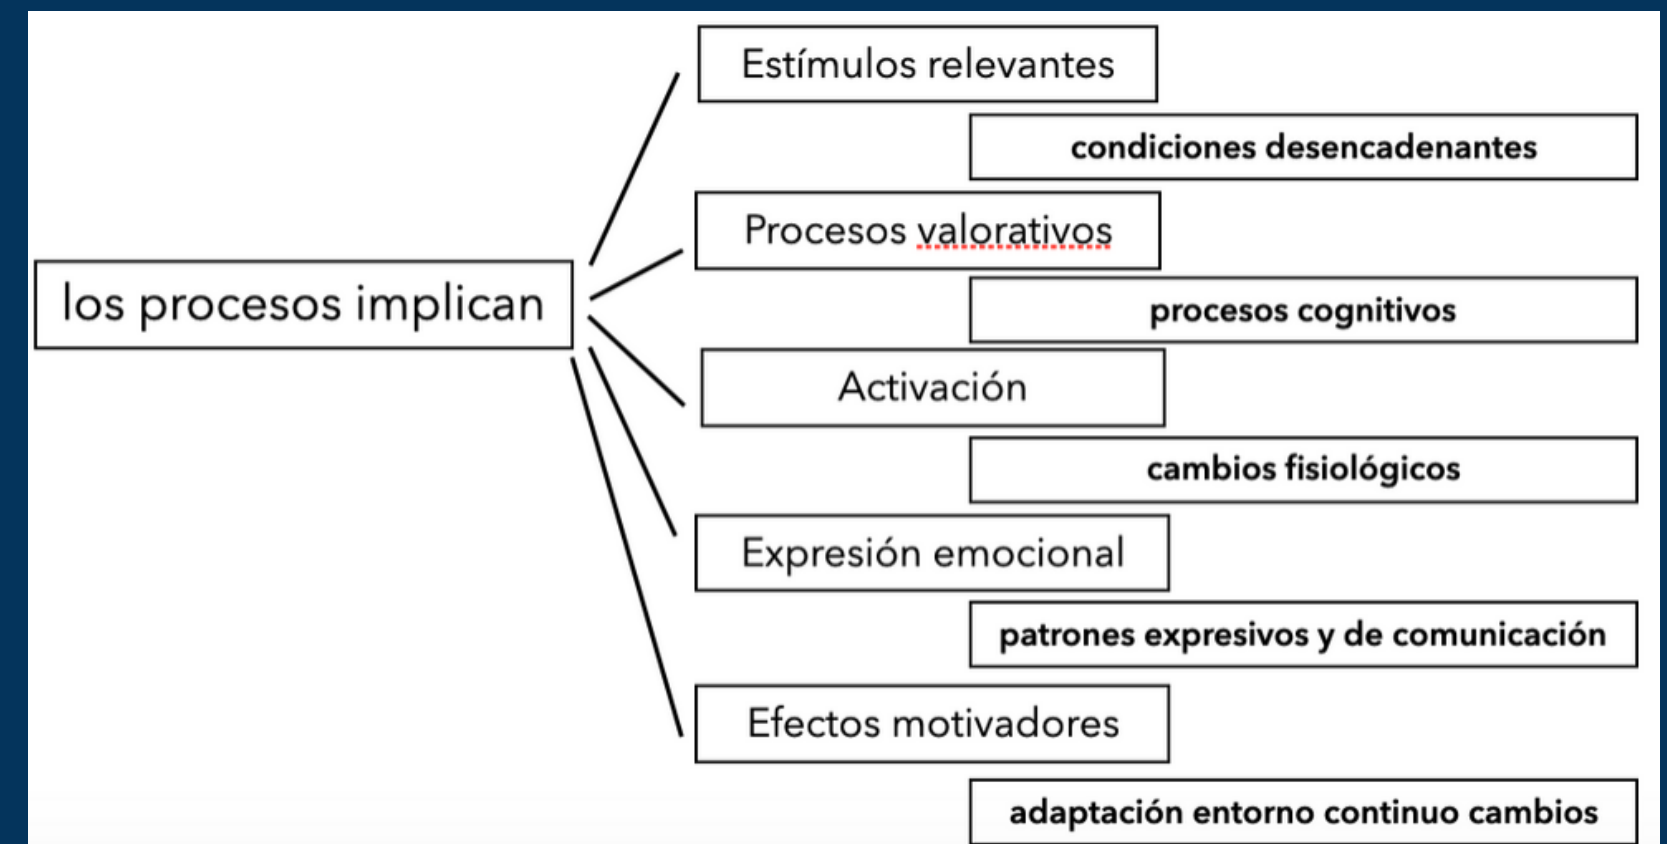 Estímulos relevantes
condiciones desencadenantes
Procesos valorativos
procesos cognitivos
los procesos implican
Activación
cambios fisiológicos
Expresión emocional
patrones expresivos y de comunicación
Efectos motivadores
adaptación entorno continuo cambios